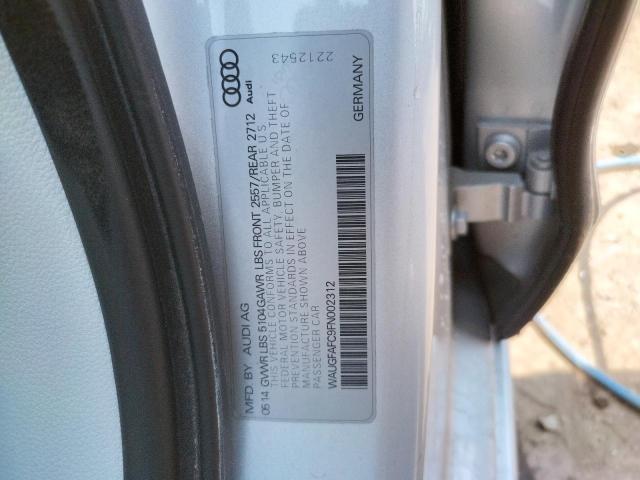 MFD. BY AUDI AG
05 14 GVWR LBS 5104 GAWR LBS FRONT 2557/REAR 2712
THIS VEHICLE CONFORMS TO ALL APPLICABLE U.S.
FEDERAL MOTOR VEHICLE SAFETY, BUMPER AND THEFT
PREVENTION STANDARDS IN EFFECT ON THE DATE OF
MANUFACTURE SHOWN ABOVE
PASSENGER CAR
WAUGFAFC9FN002312
GERMANY
Audi
2212543